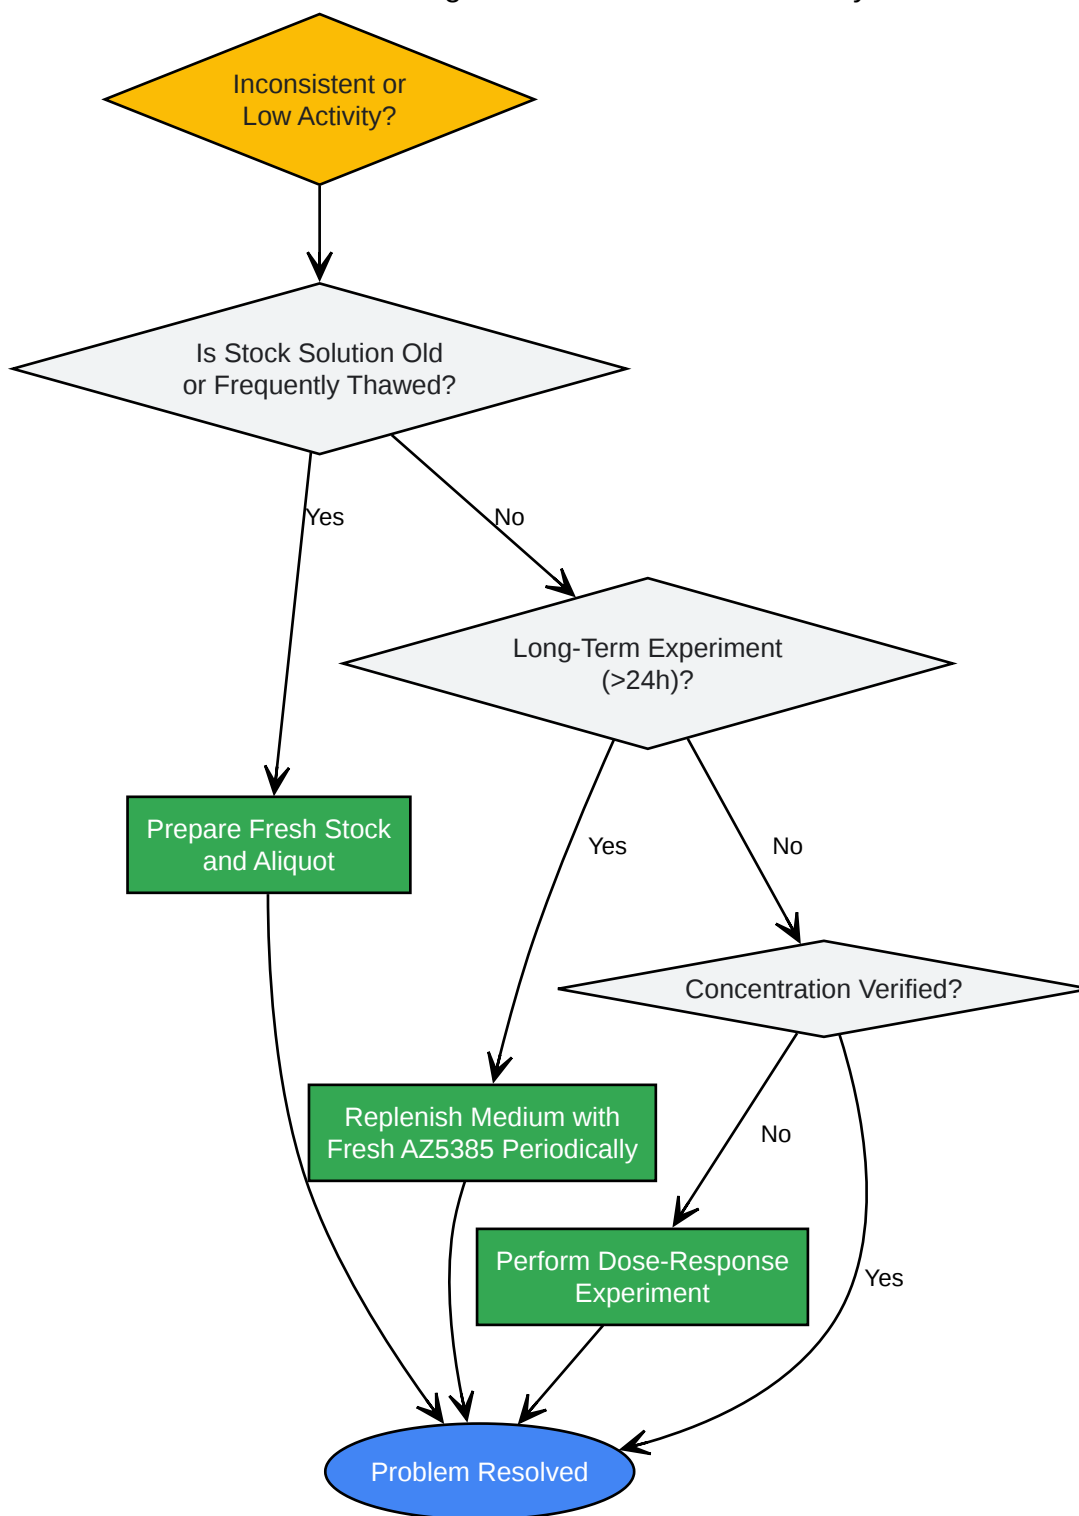 Inconsistent or
Low Activity?
Is Stock Solution Old
or Frequently Thawed?
Yes
No
Long-Term Experiment
(>24h)?
Prepare Fresh Stock
and Aliquot
Yes
No
Concentration Verified?
Replenish Medium with
Fresh AZ5385 Periodically
No
Perform Dose-Response
Experiment
Yes
Problem Resolved